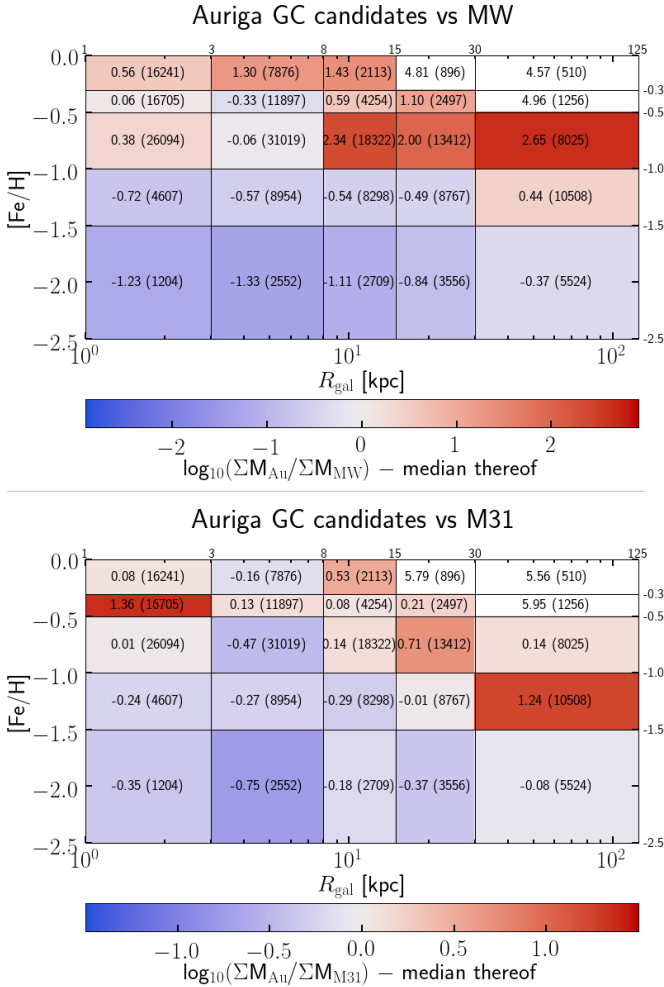 Auriga GC candidates vs MW
1 3 8 15 30 125
0.0 0.56 (16241) 1.30 (7876) 1.43 (2113) 4.81 (896) 4.57 (510)
-0.3
0.06 (16705) -0.33 (11897) 0.59 (4254) 1.10 (2497) 4.96 (1256)
−0.5 -0.5
0.38 (26094) -0.06 (31019) 2.34 (18322) 2.00 (13412) 2.65 (8025)
−1.0 -1.0
-0.72 (4607) -0.57 (8954) -0.54 (8298) -0.49 (8767) 0.44 (10508)
−1.5 -1.5
-1.23 (1204) -1.33 (2552) -1.11 (2709) -0.84 (3556) -0.37 (5524)
−2.0
−2.5 -2.5
[Fe/H]
10^0 10^1 10^2
R_gal [kpc]
−2 −1 0 1 2
log10(ΣM_Au/ΣM_MW) − median thereof
Auriga GC candidates vs M31
1 3 8 15 30 125
0.0 0.08 (16241) -0.16 (7876) 0.53 (2113) 5.79 (896) 5.56 (510)
-0.3
1.36 (16705) 0.13 (11897) 0.08 (4254) 0.21 (2497) 5.95 (1256)
−0.5 -0.5
0.01 (26094) -0.47 (31019) 0.14 (18322) 0.71 (13412) 0.14 (8025)
−1.0 -1.0
-0.24 (4607) -0.27 (8954) -0.29 (8298) -0.01 (8767) 1.24 (10508)
−1.5 -1.5
-0.35 (1204) -0.75 (2552) -0.18 (2709) -0.37 (3556) -0.08 (5524)
−2.0
−2.5 -2.5
[Fe/H]
10^0 10^1 10^2
R_gal [kpc]
−1.0 −0.5 0.0 0.5 1.0
log10(ΣM_Au/ΣM_M31) − median thereof